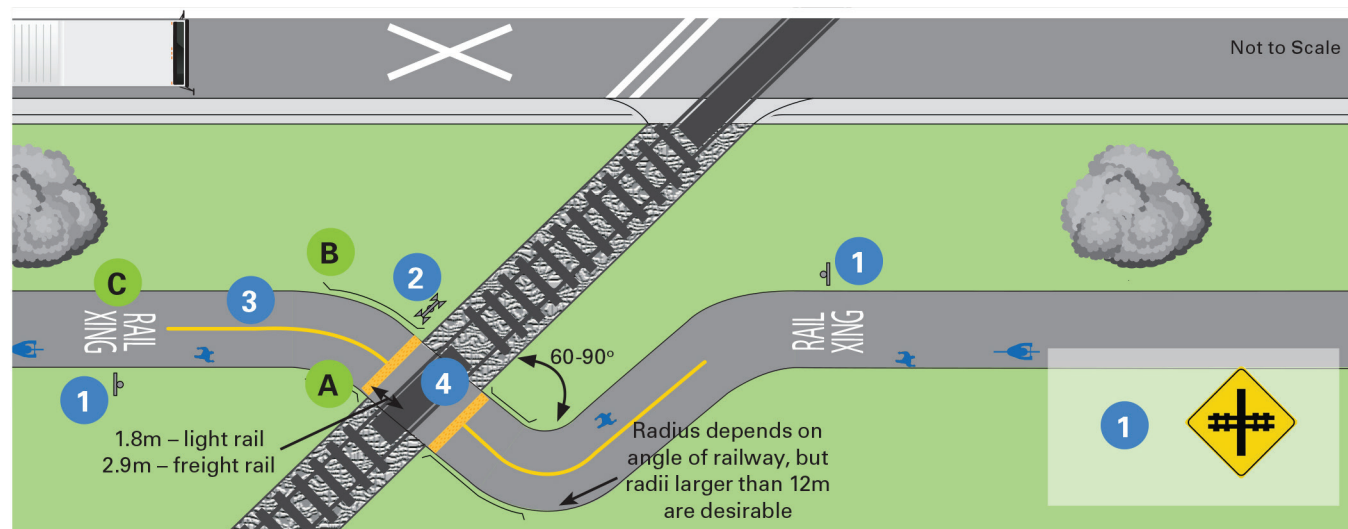 Not to Scale
B
2
1
C
3
RAIL
XING
60-90°
RAIL
XING
A
4
1
1
1.8m – light rail
2.9m – freight rail
Radius depends on
angle of railway, but
radii larger than 12m
are desirable